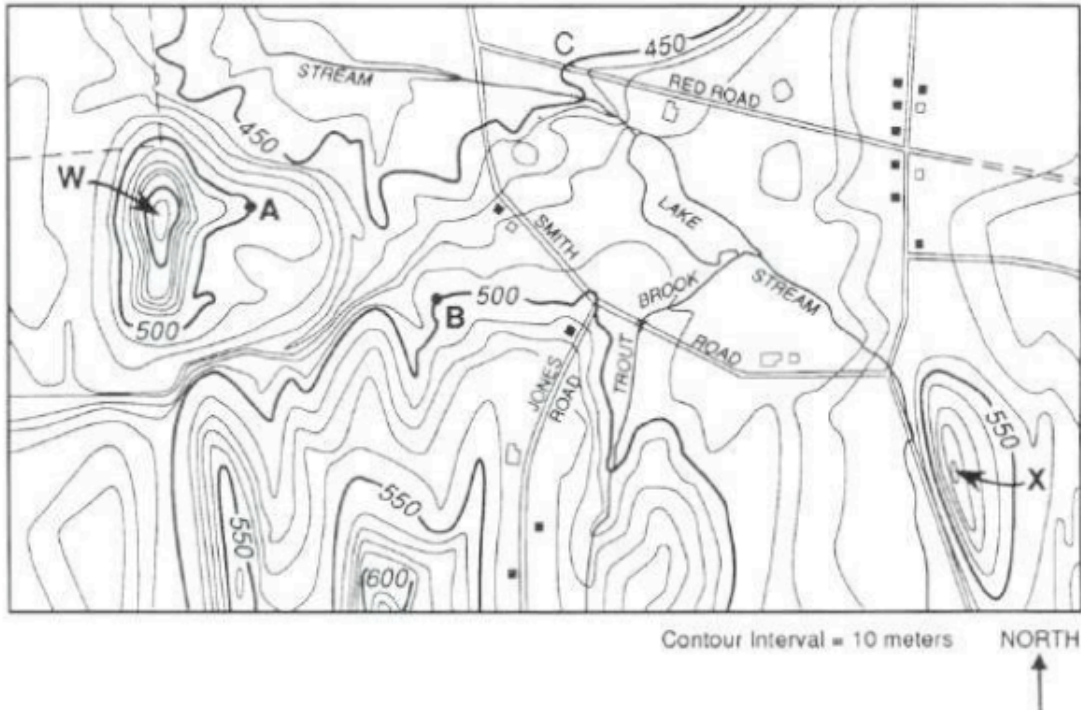 C
450
STREAM
RED ROAD
450
W
A
LAKE
SMITH
500
B
500
BROOK
STREAM
ROAD
JONES
ROAD
TROUT
550
X
550
550
600
Contour Interval = 10 meters
NORTH